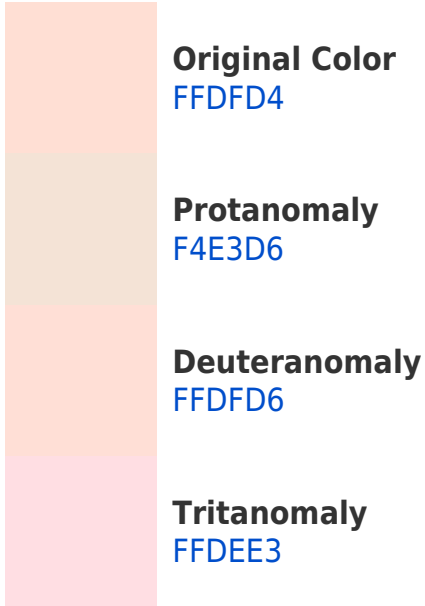 Original Color
FFDFD4
Protanomaly
F4E3D6
Deuteranomaly
FFDFD6
Tritanomaly
FFDEE3